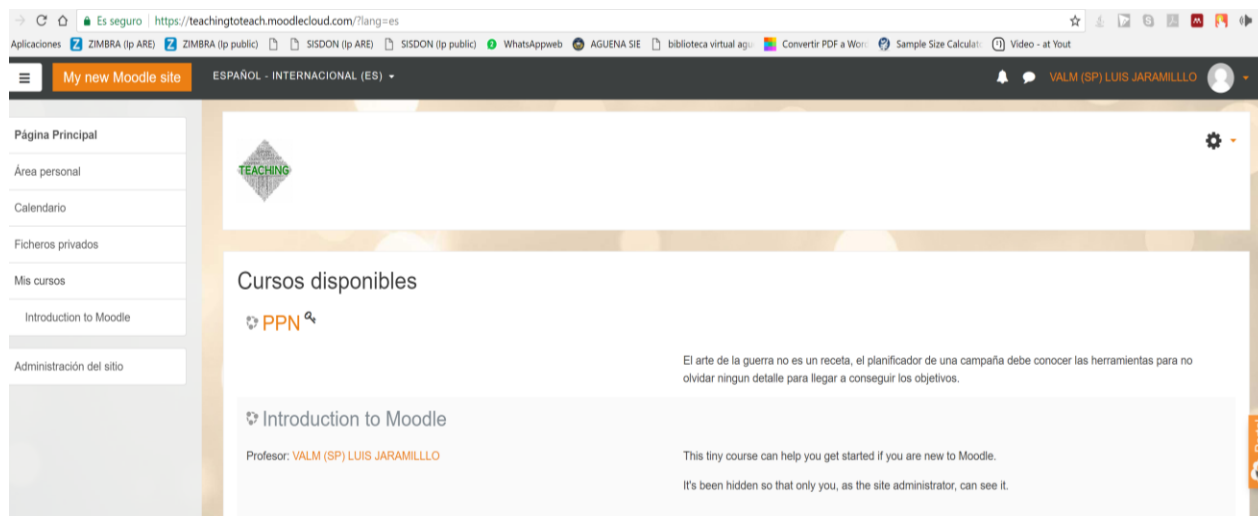 Es seguro | https://teachingtoteach.moodlecloud.com/?lang=es
Aplicaciones ZIMBRA (Ip ARE) ZIMBRA (Ip public) SISDON (Ip ARE) SISDON (Ip public) WhatsAppweb AGUENA SIE biblioteca virtual agu Convertir PDF a Wor Sample Size Calculat Video - at Yout
My new Moodle site ESPAÑOL - INTERNACIONAL (ES) VALM (SP) LUIS JARAMILLLO
Página Principal
Área personal
Calendario
Ficheros privados
Mis cursos
Introduction to Moodle
Administración del sitio
TEACHING
Cursos disponibles
PPN
El arte de la guerra no es un receta, el planificador de una campaña debe conocer las herramientas para no
olvidar ningun detalle para llegar a conseguir los objetivos.
Introduction to Moodle
Profesor: VALM (SP) LUIS JARAMILLLO
This tiny course can help you get started if you are new to Moodle.
It's been hidden so that only you, as the site administrator, can see it.